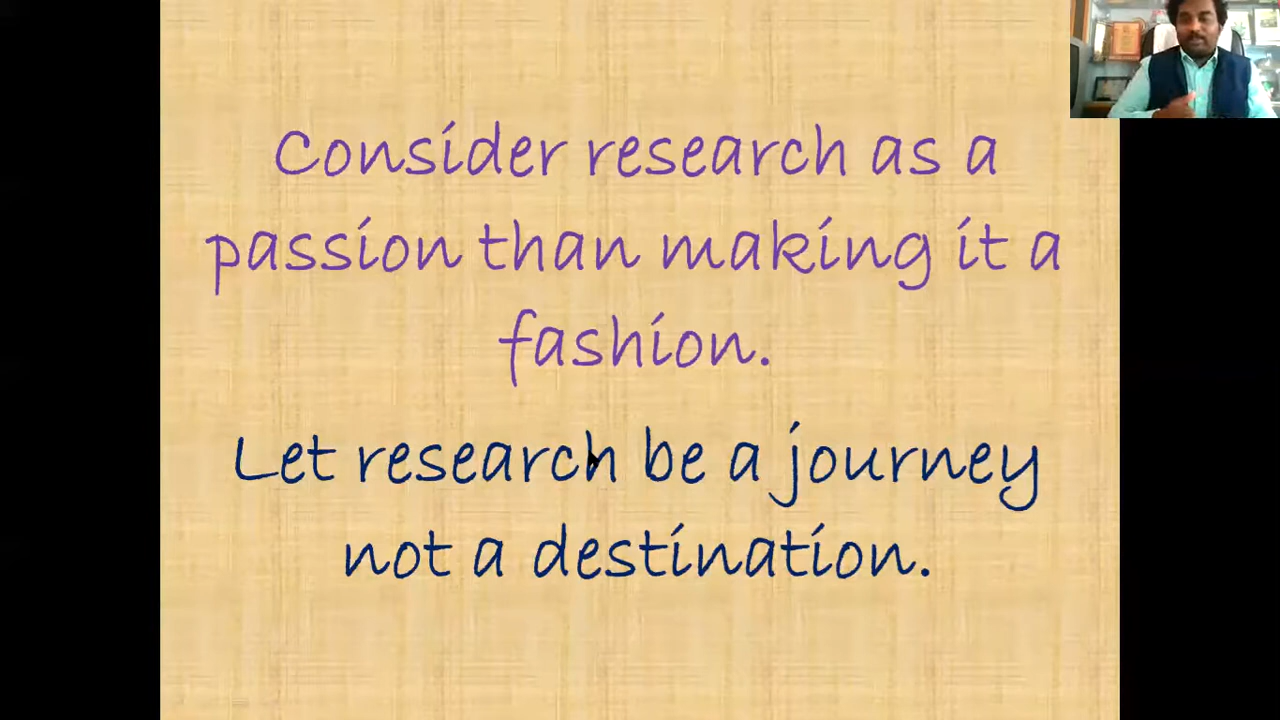 Consider research as a
passion than making it a
fashion.
Let research be a journey
not a destination.